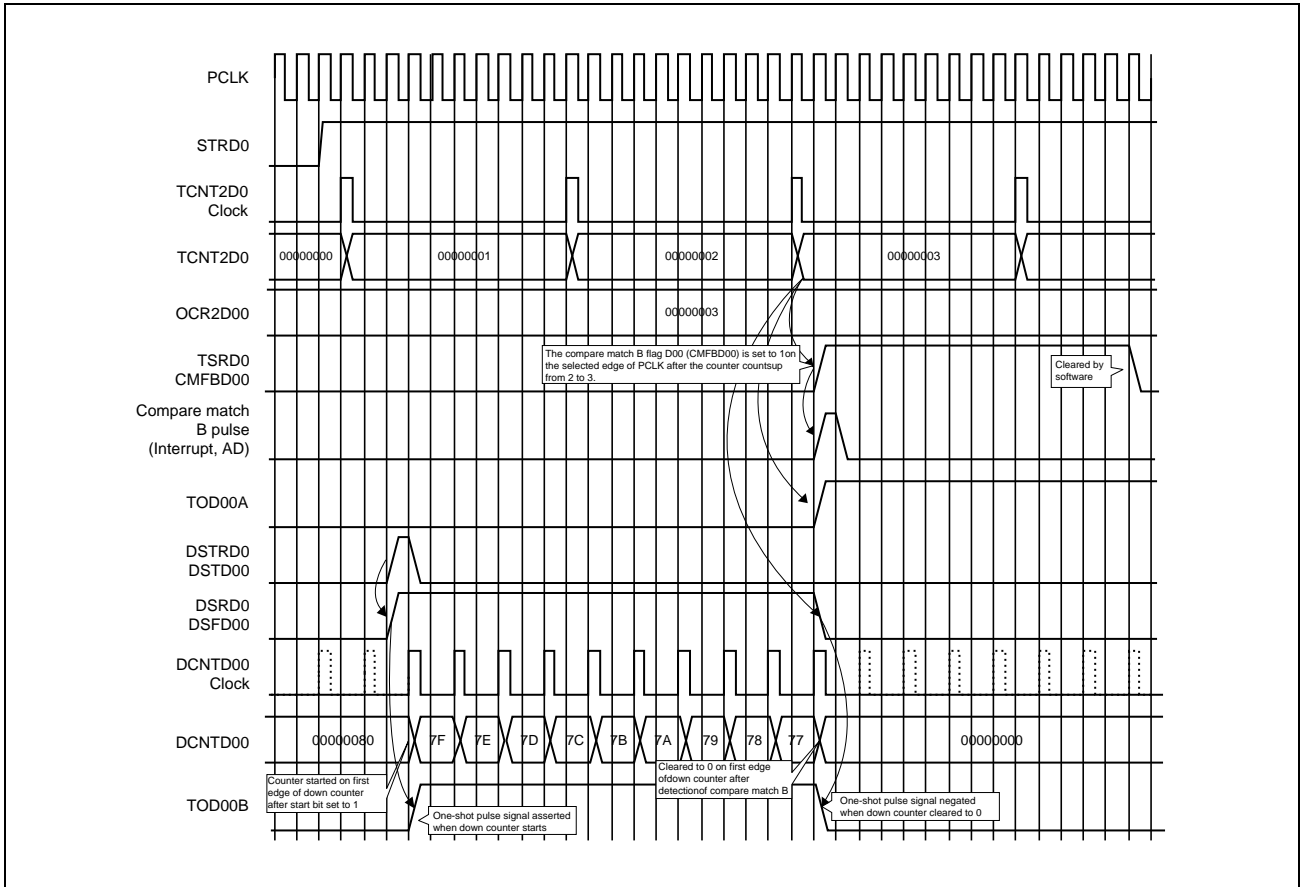 PCLK
STRD0
TCNT2D0
Clock
TCNT2D0
00000000
00000001
00000002
00000003
OCR2D00
00000003
TSRD0
CMFBD00
The compare match B flag D00 (CMFBD00) is set to 1on
the selected edge of PCLK after the counter countsup
from 2 to 3.
Cleared by
software
Compare match
B pulse
(Interrupt, AD)
TOD00A
DSTRD0
DSTD00
DSRD0
DSFD00
DCNTD00
Clock
DCNTD00
00000080
7F
7E
7D
7C
7B
7A
79
78
77
00000000
Counter started on first
edge of down counter
after start bit set to 1
Cleared to 0 on first edge
ofdown counter after
detectionof compare match B
TOD00B
One-shot pulse signal asserted
when down counter starts
One-shot pulse signal negated
when down counter cleared to 0